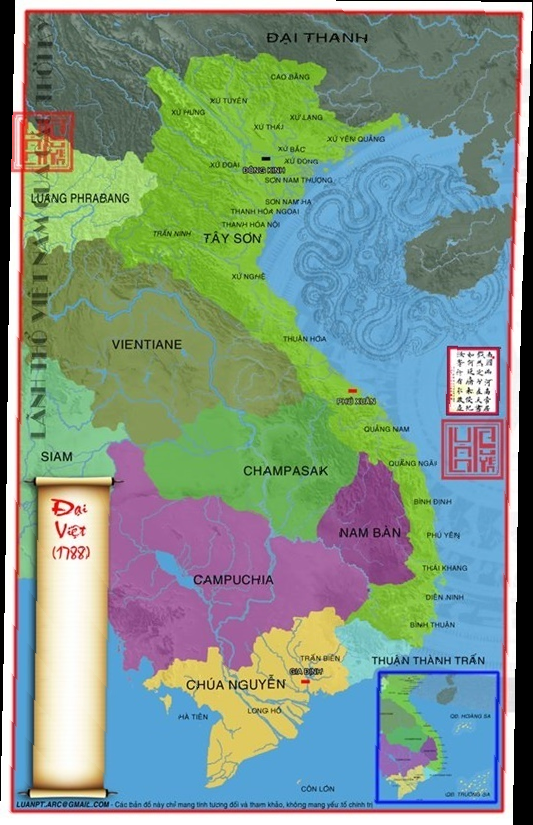 ĐẠI THANH
CAO BẰNG
XỨ TUYÊN
XỨ HƯNG
XỨ LẠNG
XỨ THÁI
XỨ YÊN QUẢNG
XỨ BẮC
XỨ ĐOÀI
XỨ ĐÔNG
ĐÔNG KINH
SƠN NAM THƯỢNG
LUANG PHRABANG
SƠN NAM HẠ
THANH HÓA NGOẠI
THANH HÓA NỘI
TRẤN NINH
TÂY SƠN
XỨ NGHỆ
THUẬN HÓA
VIENTIANE
PHÚ XUÂN
QUẢNG NAM
SIAM
CHAMPASAK
QUẢNG NGÃI
Đại
Việt
(1788)
BÌNH ĐỊNH
NAM BÀN
PHÚ YÊN
THÁI KHANG
CAMPUCHIA
DIÊN NINH
BÌNH THUẬN
TRẤN BIÊN
THUẬN THÀNH TRẤN
GIA ĐỊNH
CHÚA NGUYỄN
LONG HỒ
HÀ TIÊN
QĐ. HOÀNG SA
CÔN LÔN
QĐ. TRƯỜNG SA
LUANPT.ARC@GMAIL.COM - Các bản đồ này chỉ mang tính tương đối và tham khảo, không mang yếu tố chính trị
LÃNH THỔ VIỆT NAM QUA